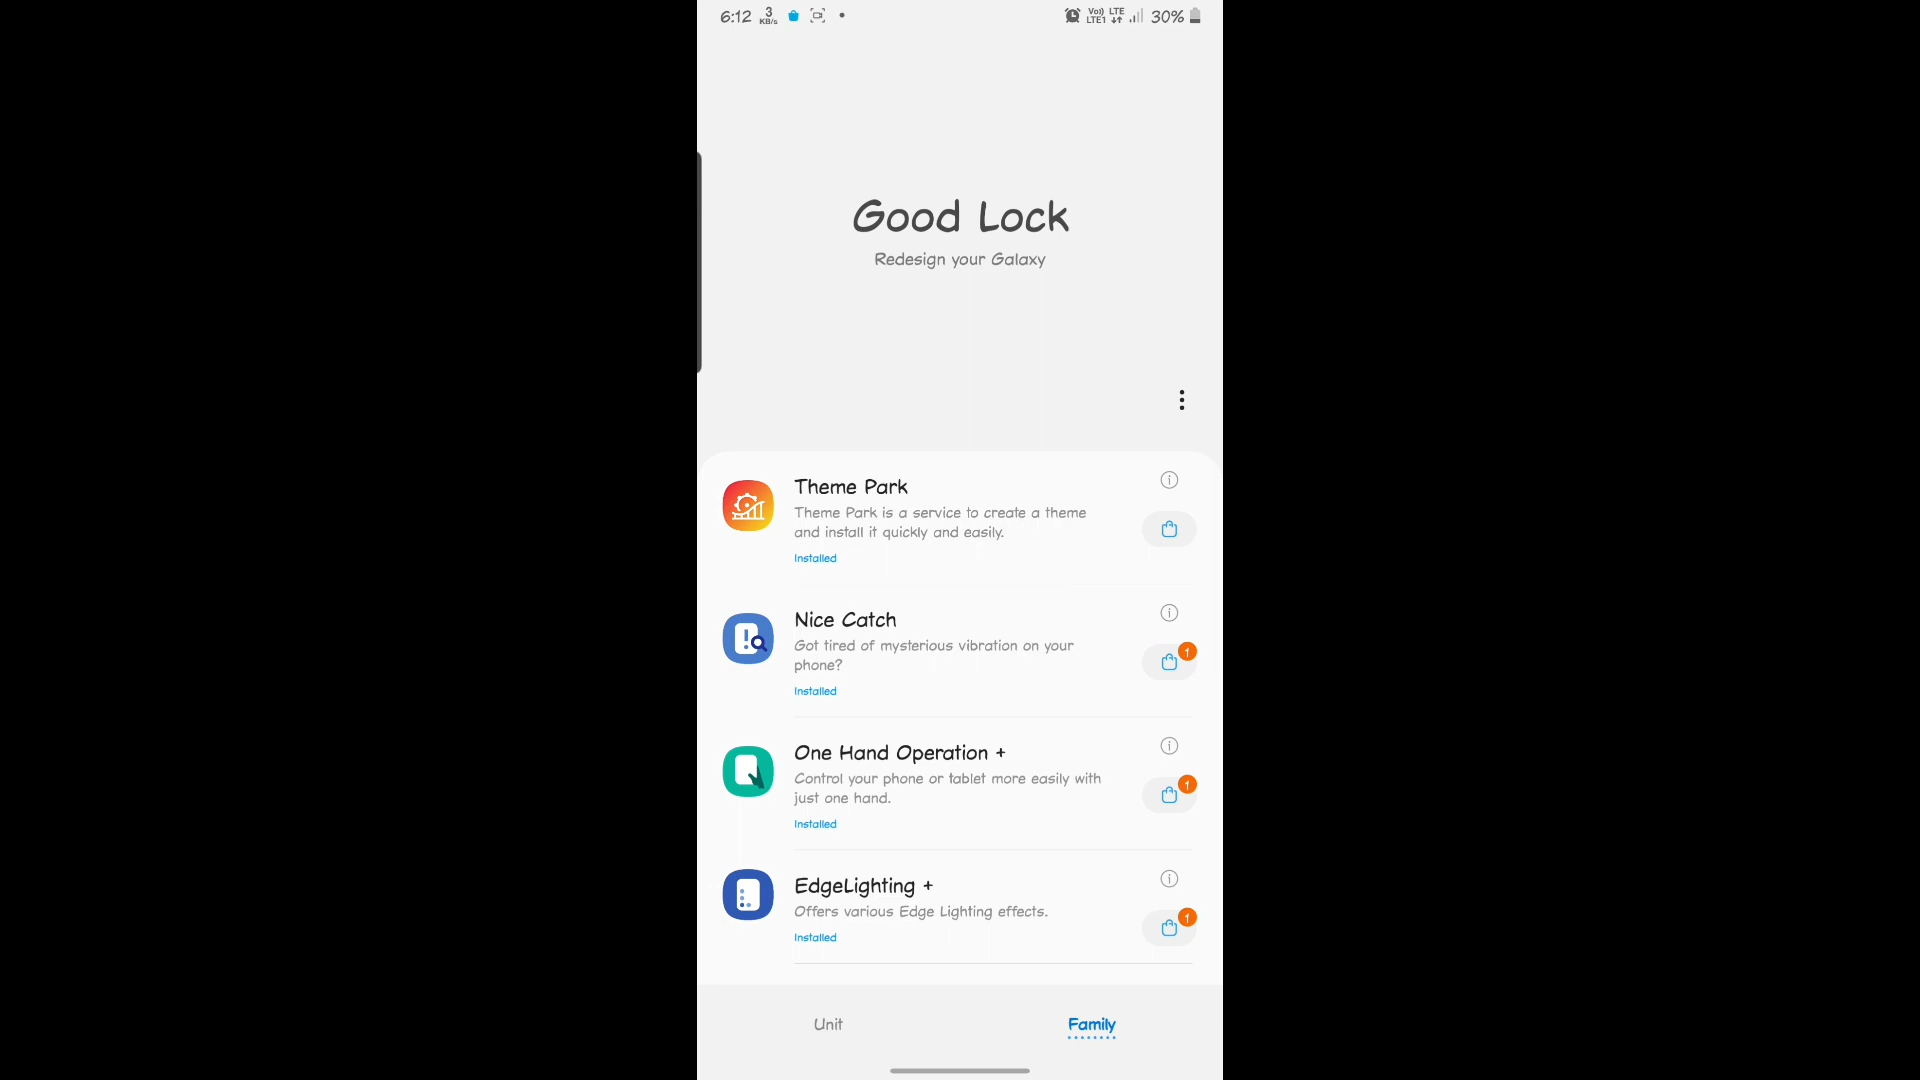 6:12 3 KB/s Vo)) LTE1 LTE 30%
Good Lock
Redesign your Galaxy
Theme Park
Theme Park is a service to create a theme
and install it quickly and easily.
Installed
Nice Catch
Got tired of mysterious vibration on your
phone?
Installed
1
One Hand Operation +
Control your phone or tablet more easily with
just one hand.
Installed
1
EdgeLighting +
Offers various Edge Lighting effects.
Installed
1
Unit
Family